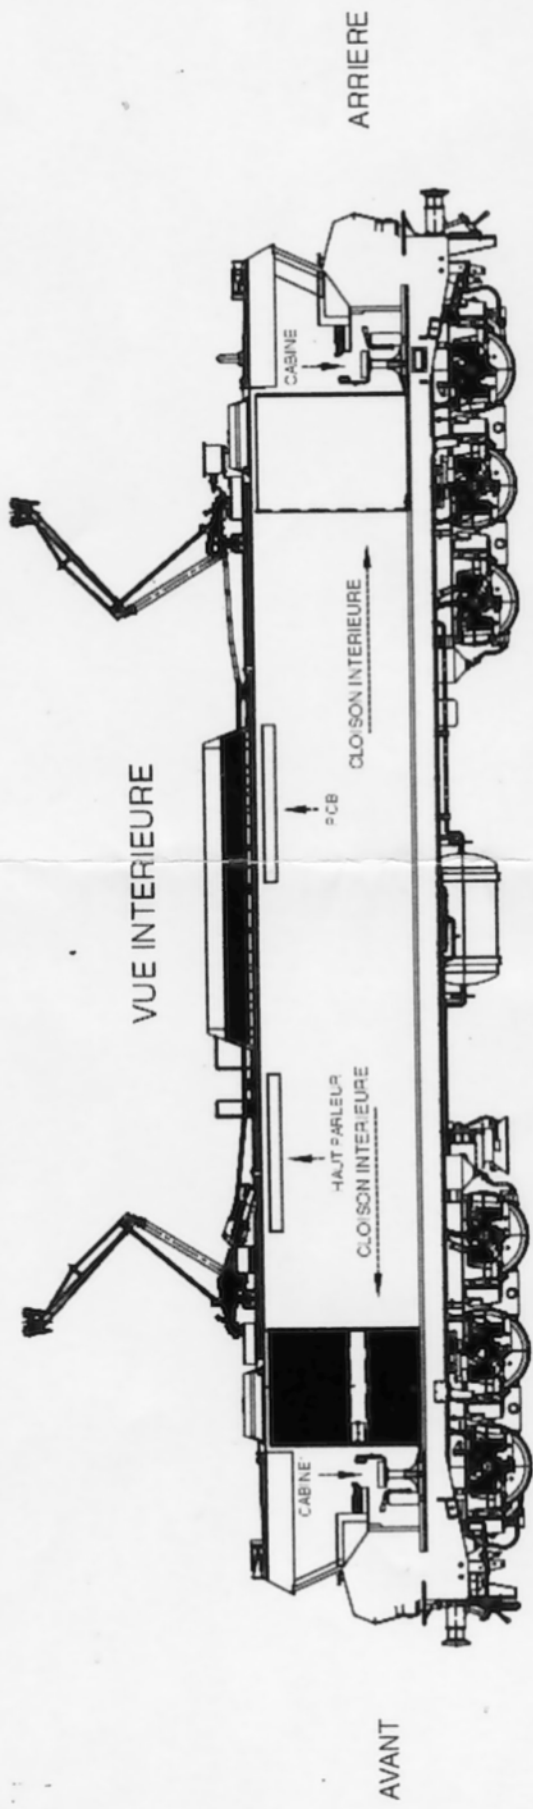 VUE INTERIEURE
CABINE
HAUT PARLEUR
CLOISON INTERIEURE
PCB
CLOISON INTERIEURE
CABINE
AVANT
ARRIERE